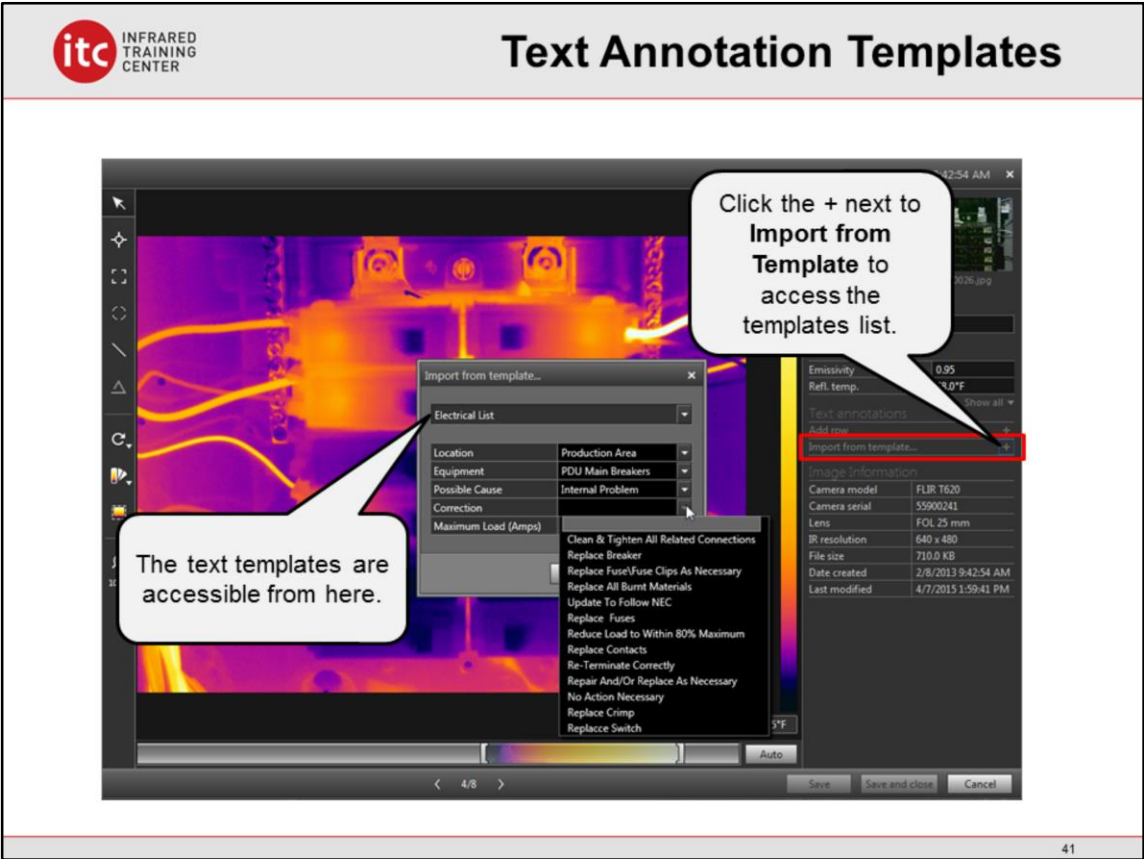 itc INFRARED
TRAINING
CENTER
Text Annotation Templates
42:54 AM ×
Click the + next to
Import from
Template to
access the
templates list.
0026.jpg
Emissivity 0.95
Refl. temp. 8.0°F
Show all
Text annotations
Add row +
Import from template... +
Image Information
Camera model FLIR T620
Camera serial 55900241
Lens FOL 25 mm
IR resolution 640 x 480
File size 710.0 KB
Date created 2/8/2013 9:42:54 AM
Last modified 4/7/2015 1:59:41 PM
Import from template... ×
Electrical List
Location Production Area
Equipment PDU Main Breakers
Possible Cause Internal Problem
Correction
Maximum Load (Amps)
Clean & Tighten All Related Connections
Replace Breaker
Replace Fuse\Fuse Clips As Necessary
Replace All Burnt Materials
Update To Follow NEC
Replace Fuses
Reduce Load to Within 80% Maximum
Replace Contacts
Re-Terminate Correctly
Repair And/Or Replace As Necessary
No Action Necessary
Replace Crimp
Replacce Switch
The text templates are
accessible from here.
5°F
Auto
< 4/8 >
Save Save and close Cancel
41